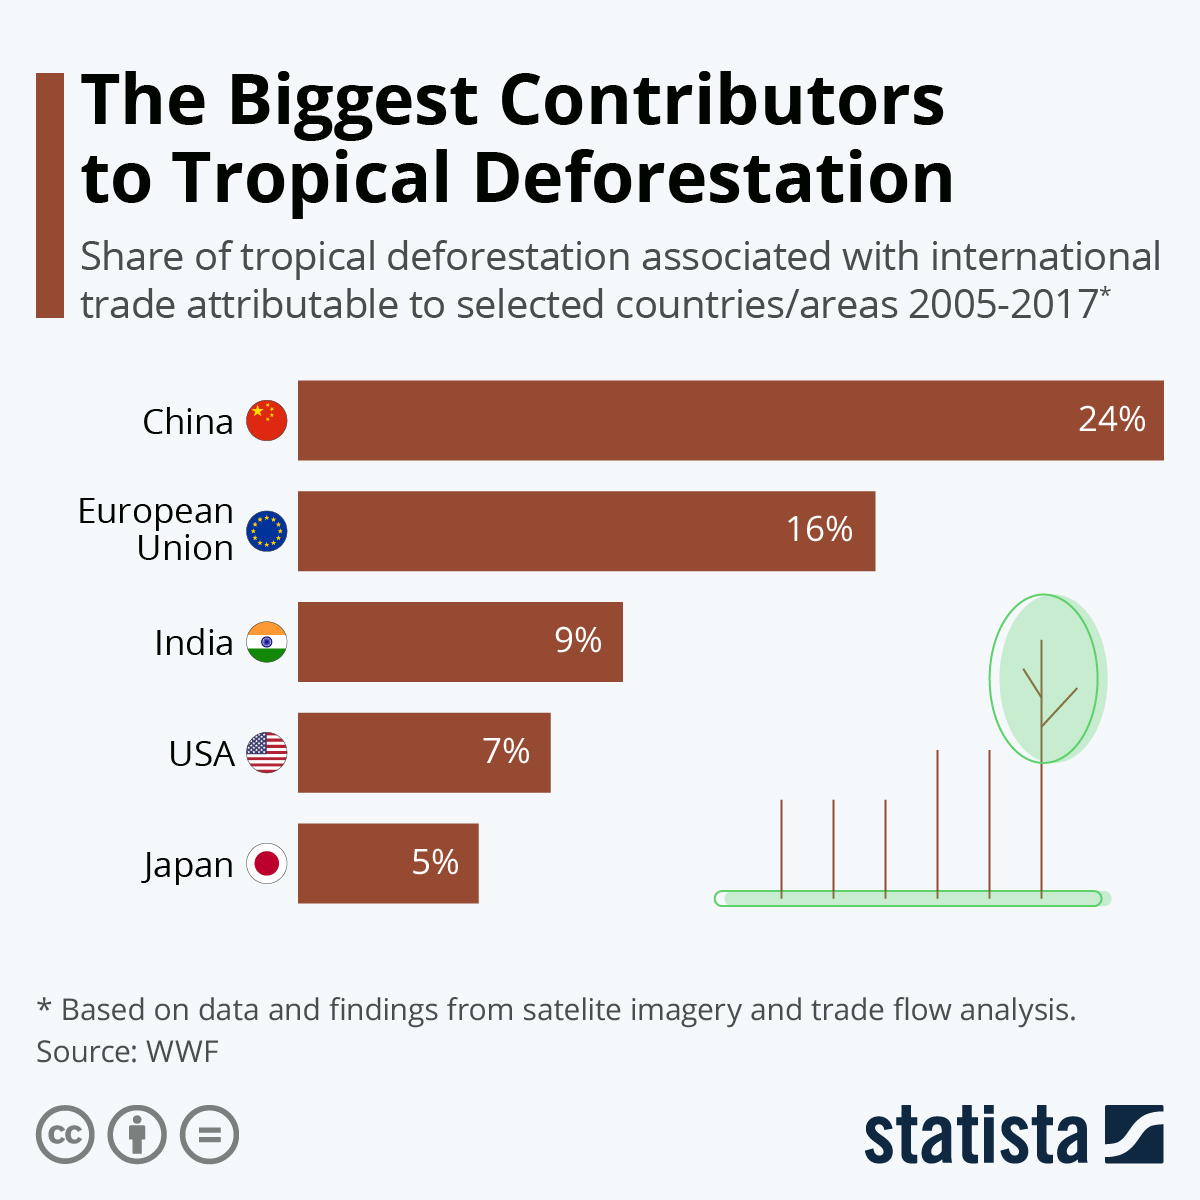 The Biggest Contributors
to Tropical Deforestation
Share of tropical deforestation associated with international
trade attributable to selected countries/areas 2005-2017*
China 24%
European
Union 16%
India 9%
USA 7%
Japan 5%
* Based on data and findings from satelite imagery and trade flow analysis.
Source: WWF
cc
statista